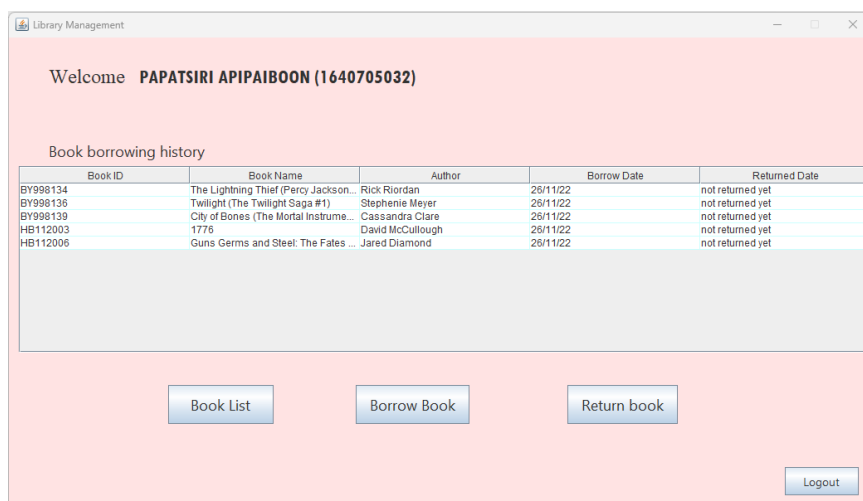 Library Management
Welcome PAPATSIRI APIPAIBOON (1640705032)
Book borrowing history
Book ID Book Name Author Borrow Date Returned Date
BY998134 The Lightning Thief (Percy Jackson... Rick Riordan 26/11/22 not returned yet
BY998136 Twilight (The Twilight Saga #1) Stephenie Meyer 26/11/22 not returned yet
BY998139 City of Bones (The Mortal Instrume... Cassandra Clare 26/11/22 not returned yet
HB112003 1776 David McCullough 26/11/22 not returned yet
HB112006 Guns Germs and Steel: The Fates ... Jared Diamond 26/11/22 not returned yet
Book List Borrow Book Return book
Logout